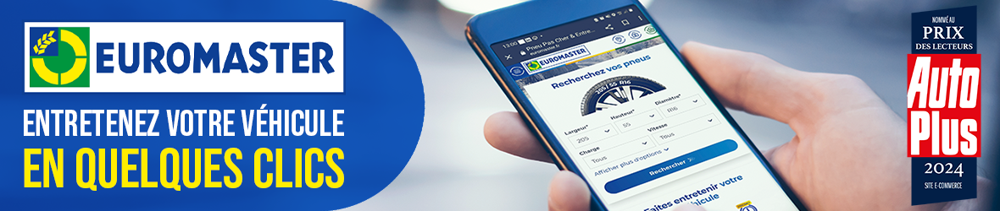 EUROMASTER
ENTRETENEZ VOTRE VÉHICULE
EN QUELQUES CLICS
13:00
Pneu Pas Cher & Entre...
euromaster.fr
EUROMASTER
Recherchez vos pneus
205/ 55 R16
Largeur*
Hauteur*
Diamètre*
205
55
R16
Charge
Vitesse
Tous
Tous
Afficher plus d'options
Rechercher
Faites entretenir votre
véhicule
NOMMÉ AU
PRIX
DES LECTEURS
Auto
Plus
2024
SITE E-COMMERCE